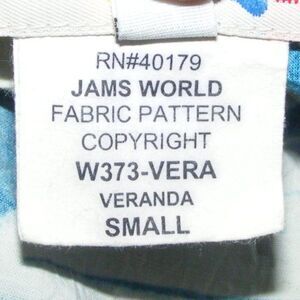 RN#40179
JAMS WORLD
FABRIC PATTERN
COPYRIGHT
W373-VERA
VERANDA
SMALL